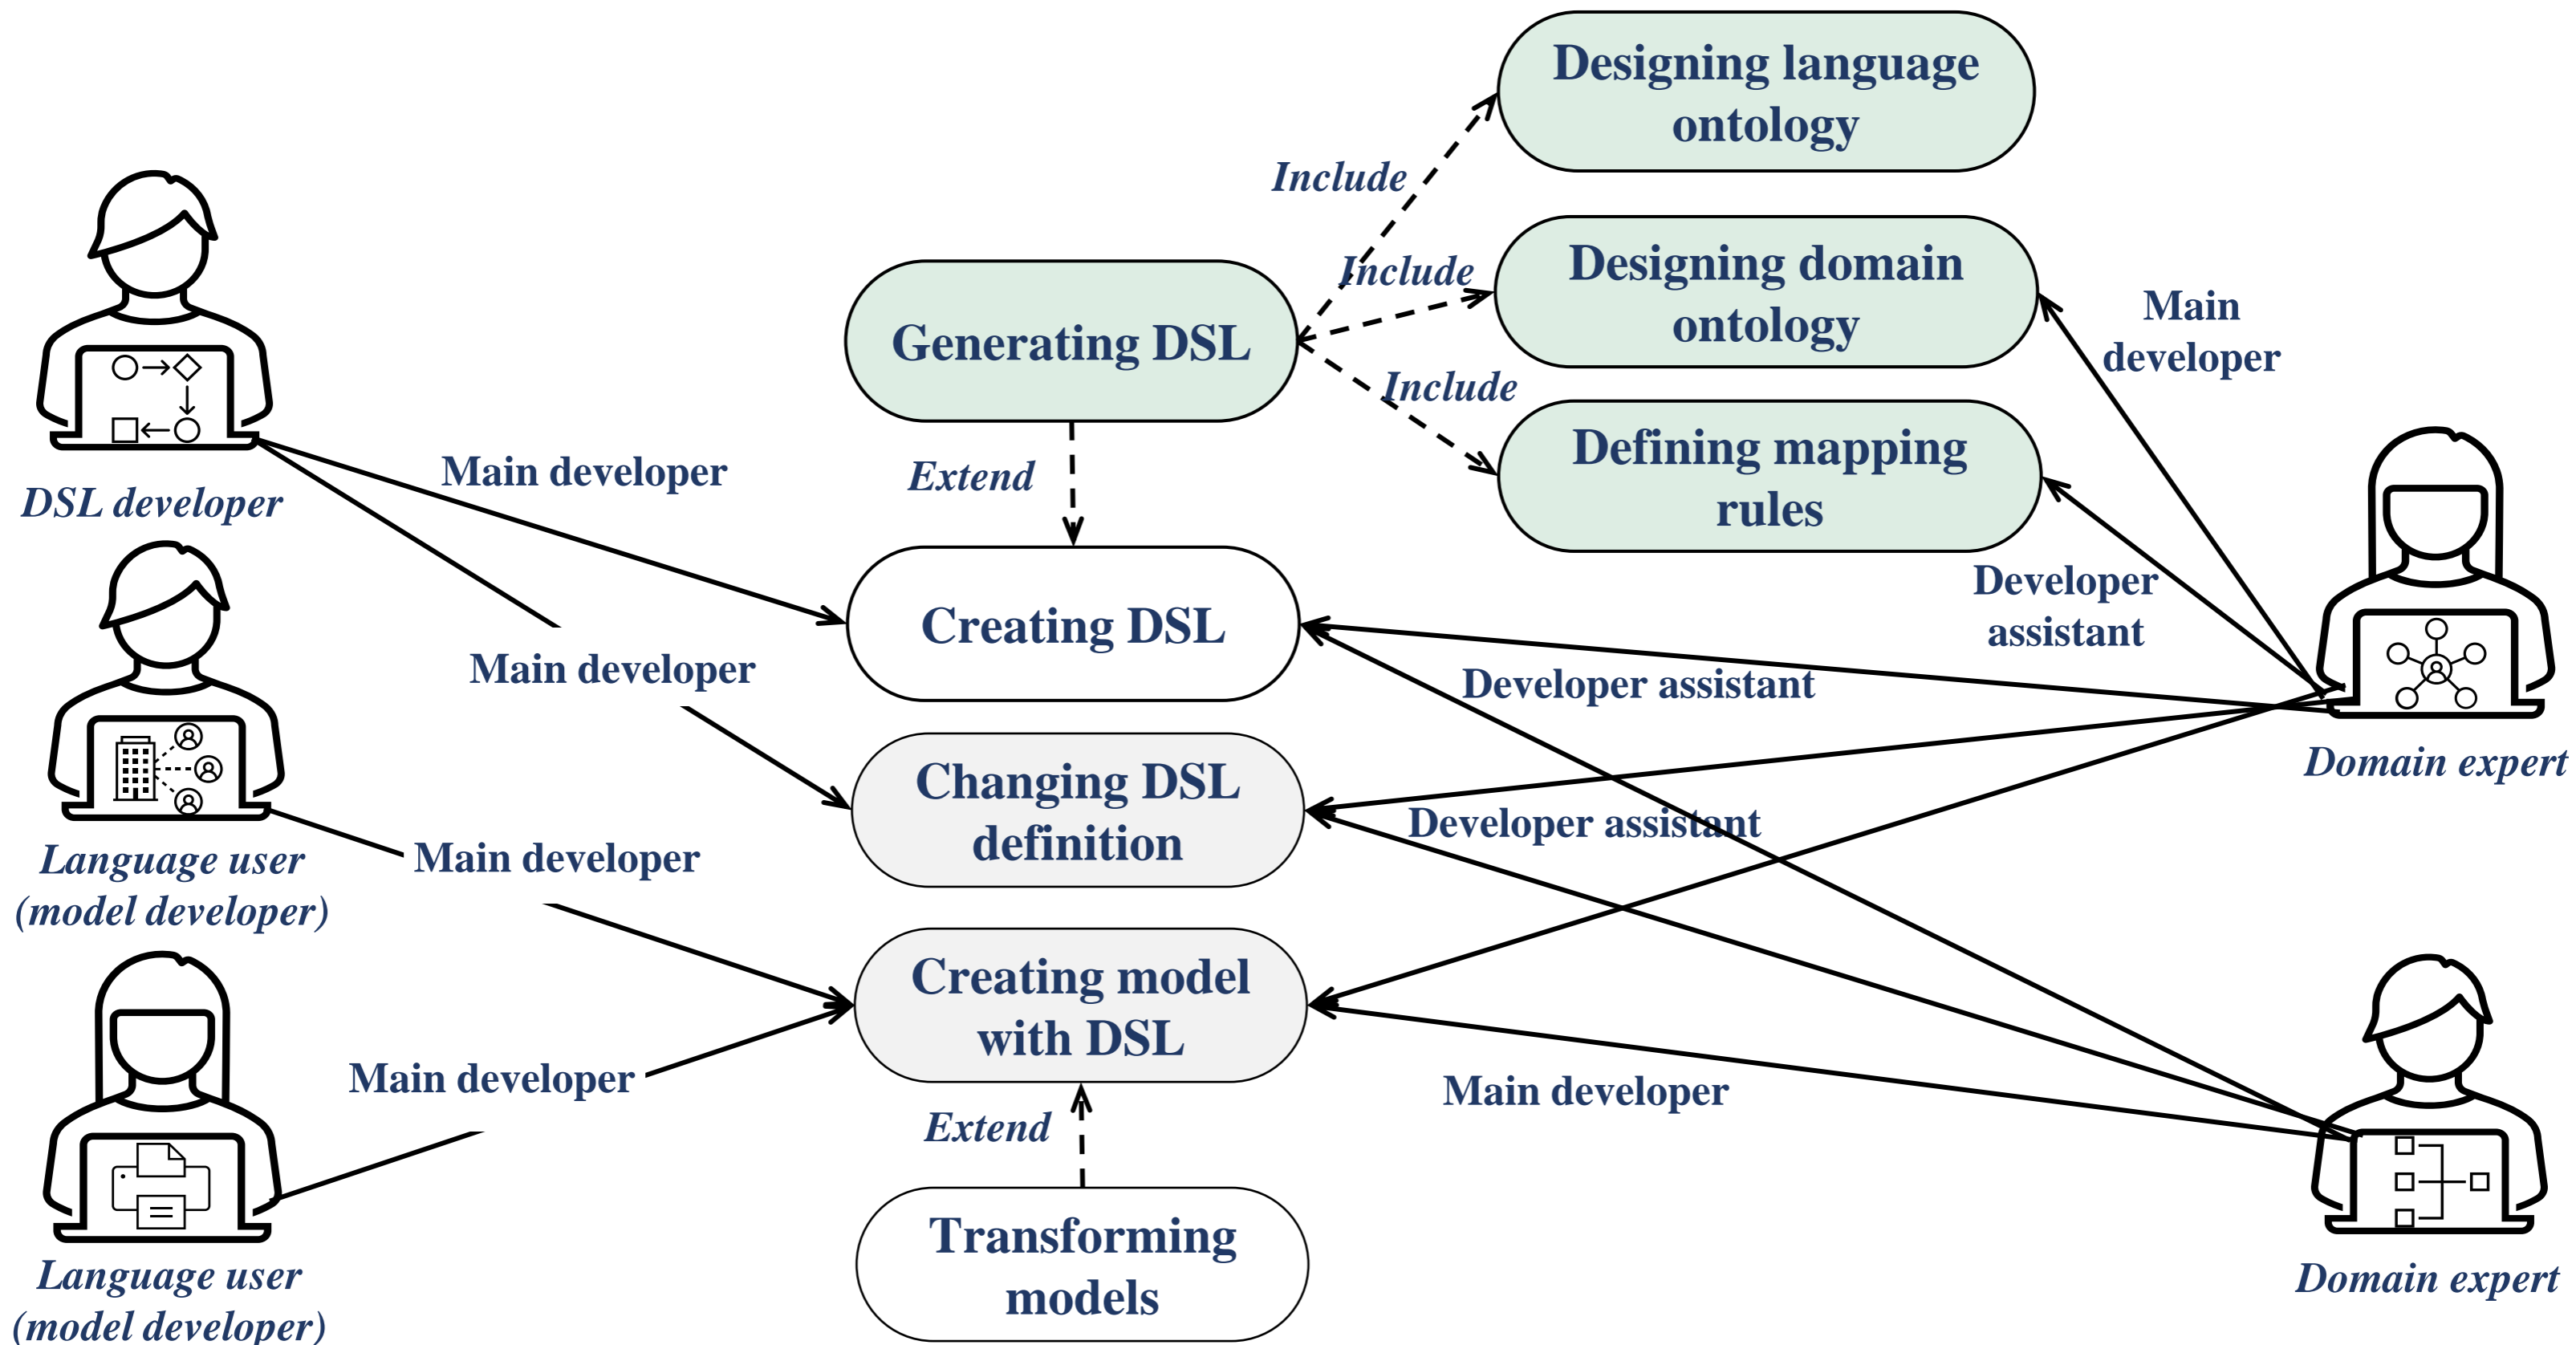 Designing language
ontology
Include
Designing domain
ontology
Include
Generating DSL
Main
developer
Include
Defining mapping
rules
Extend
Main developer
DSL developer
Developer
assistant
Creating DSL
Main developer
Developer assistant
Domain expert
Changing DSL
definition
Developer assistant
Main developer
Language user
(model developer)
Creating model
with DSL
Main developer
Main developer
Extend
Transforming
models
Language user
(model developer)
Domain expert